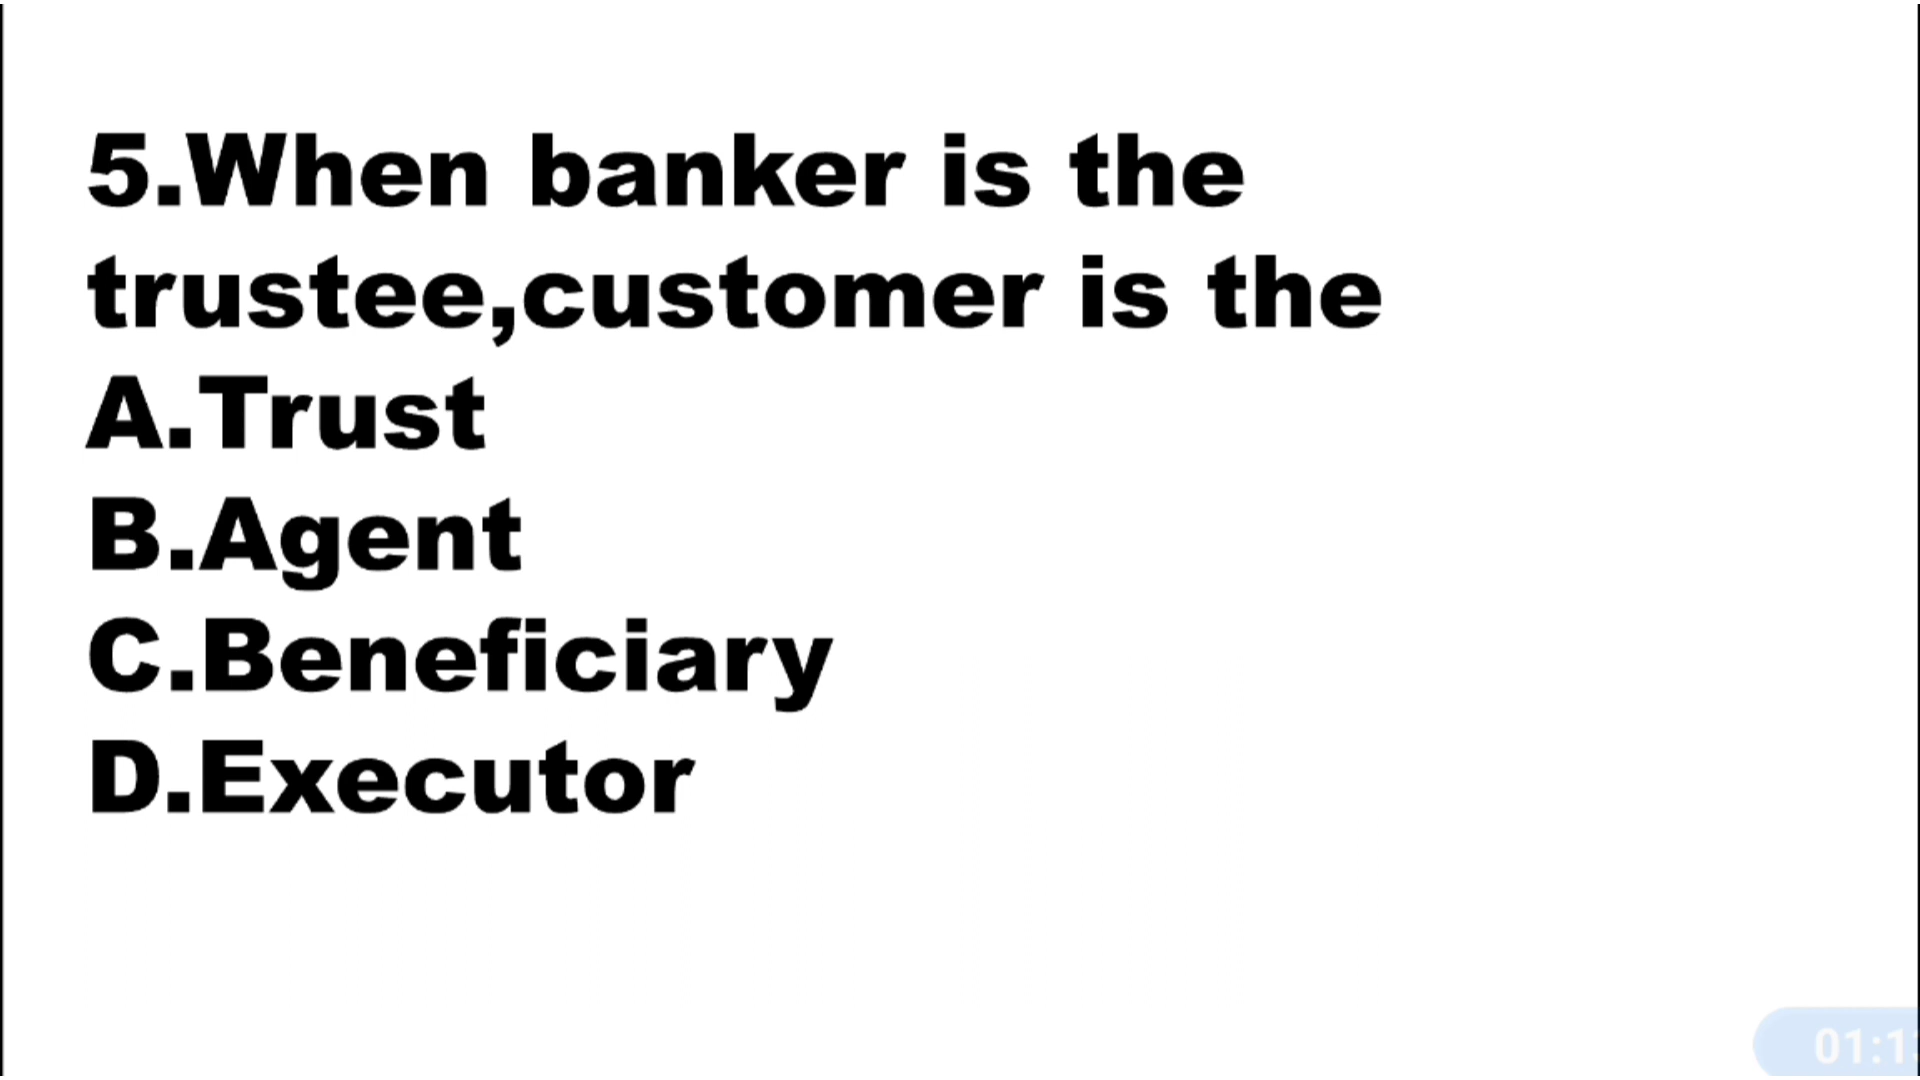 5.When banker is the
trustee,customer is the
A.Trust
B.Agent
C.Beneficiary
D.Executor